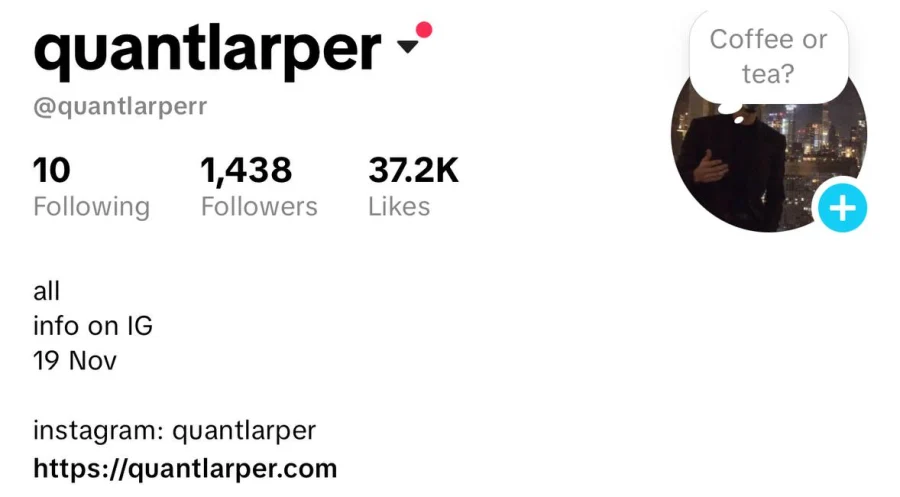 quantlarper
@quantlarperr
Coffee or
tea?
10
Following
1,438
Followers
37.2K
Likes
all
info on IG
19 Nov
instagram: quantlarper
https://quantlarper.com